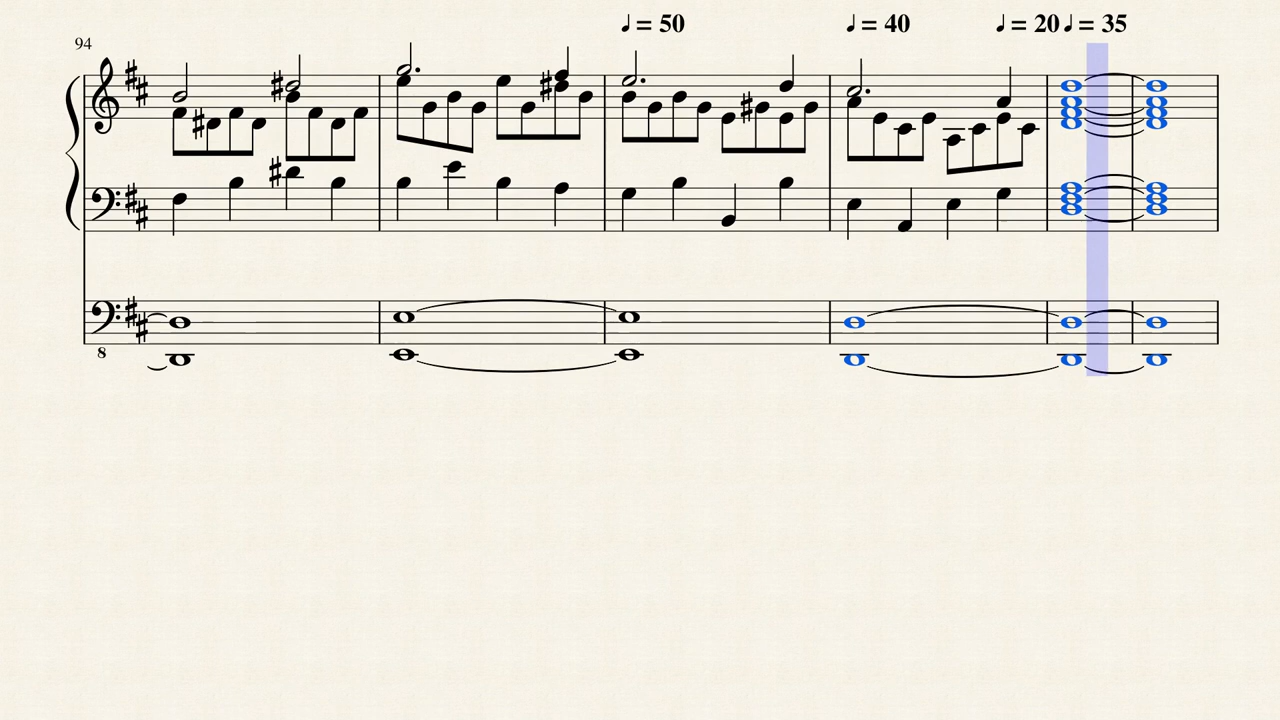 ♩ = 50 ♩ = 40 ♩ = 20 ♩ = 35
94
8